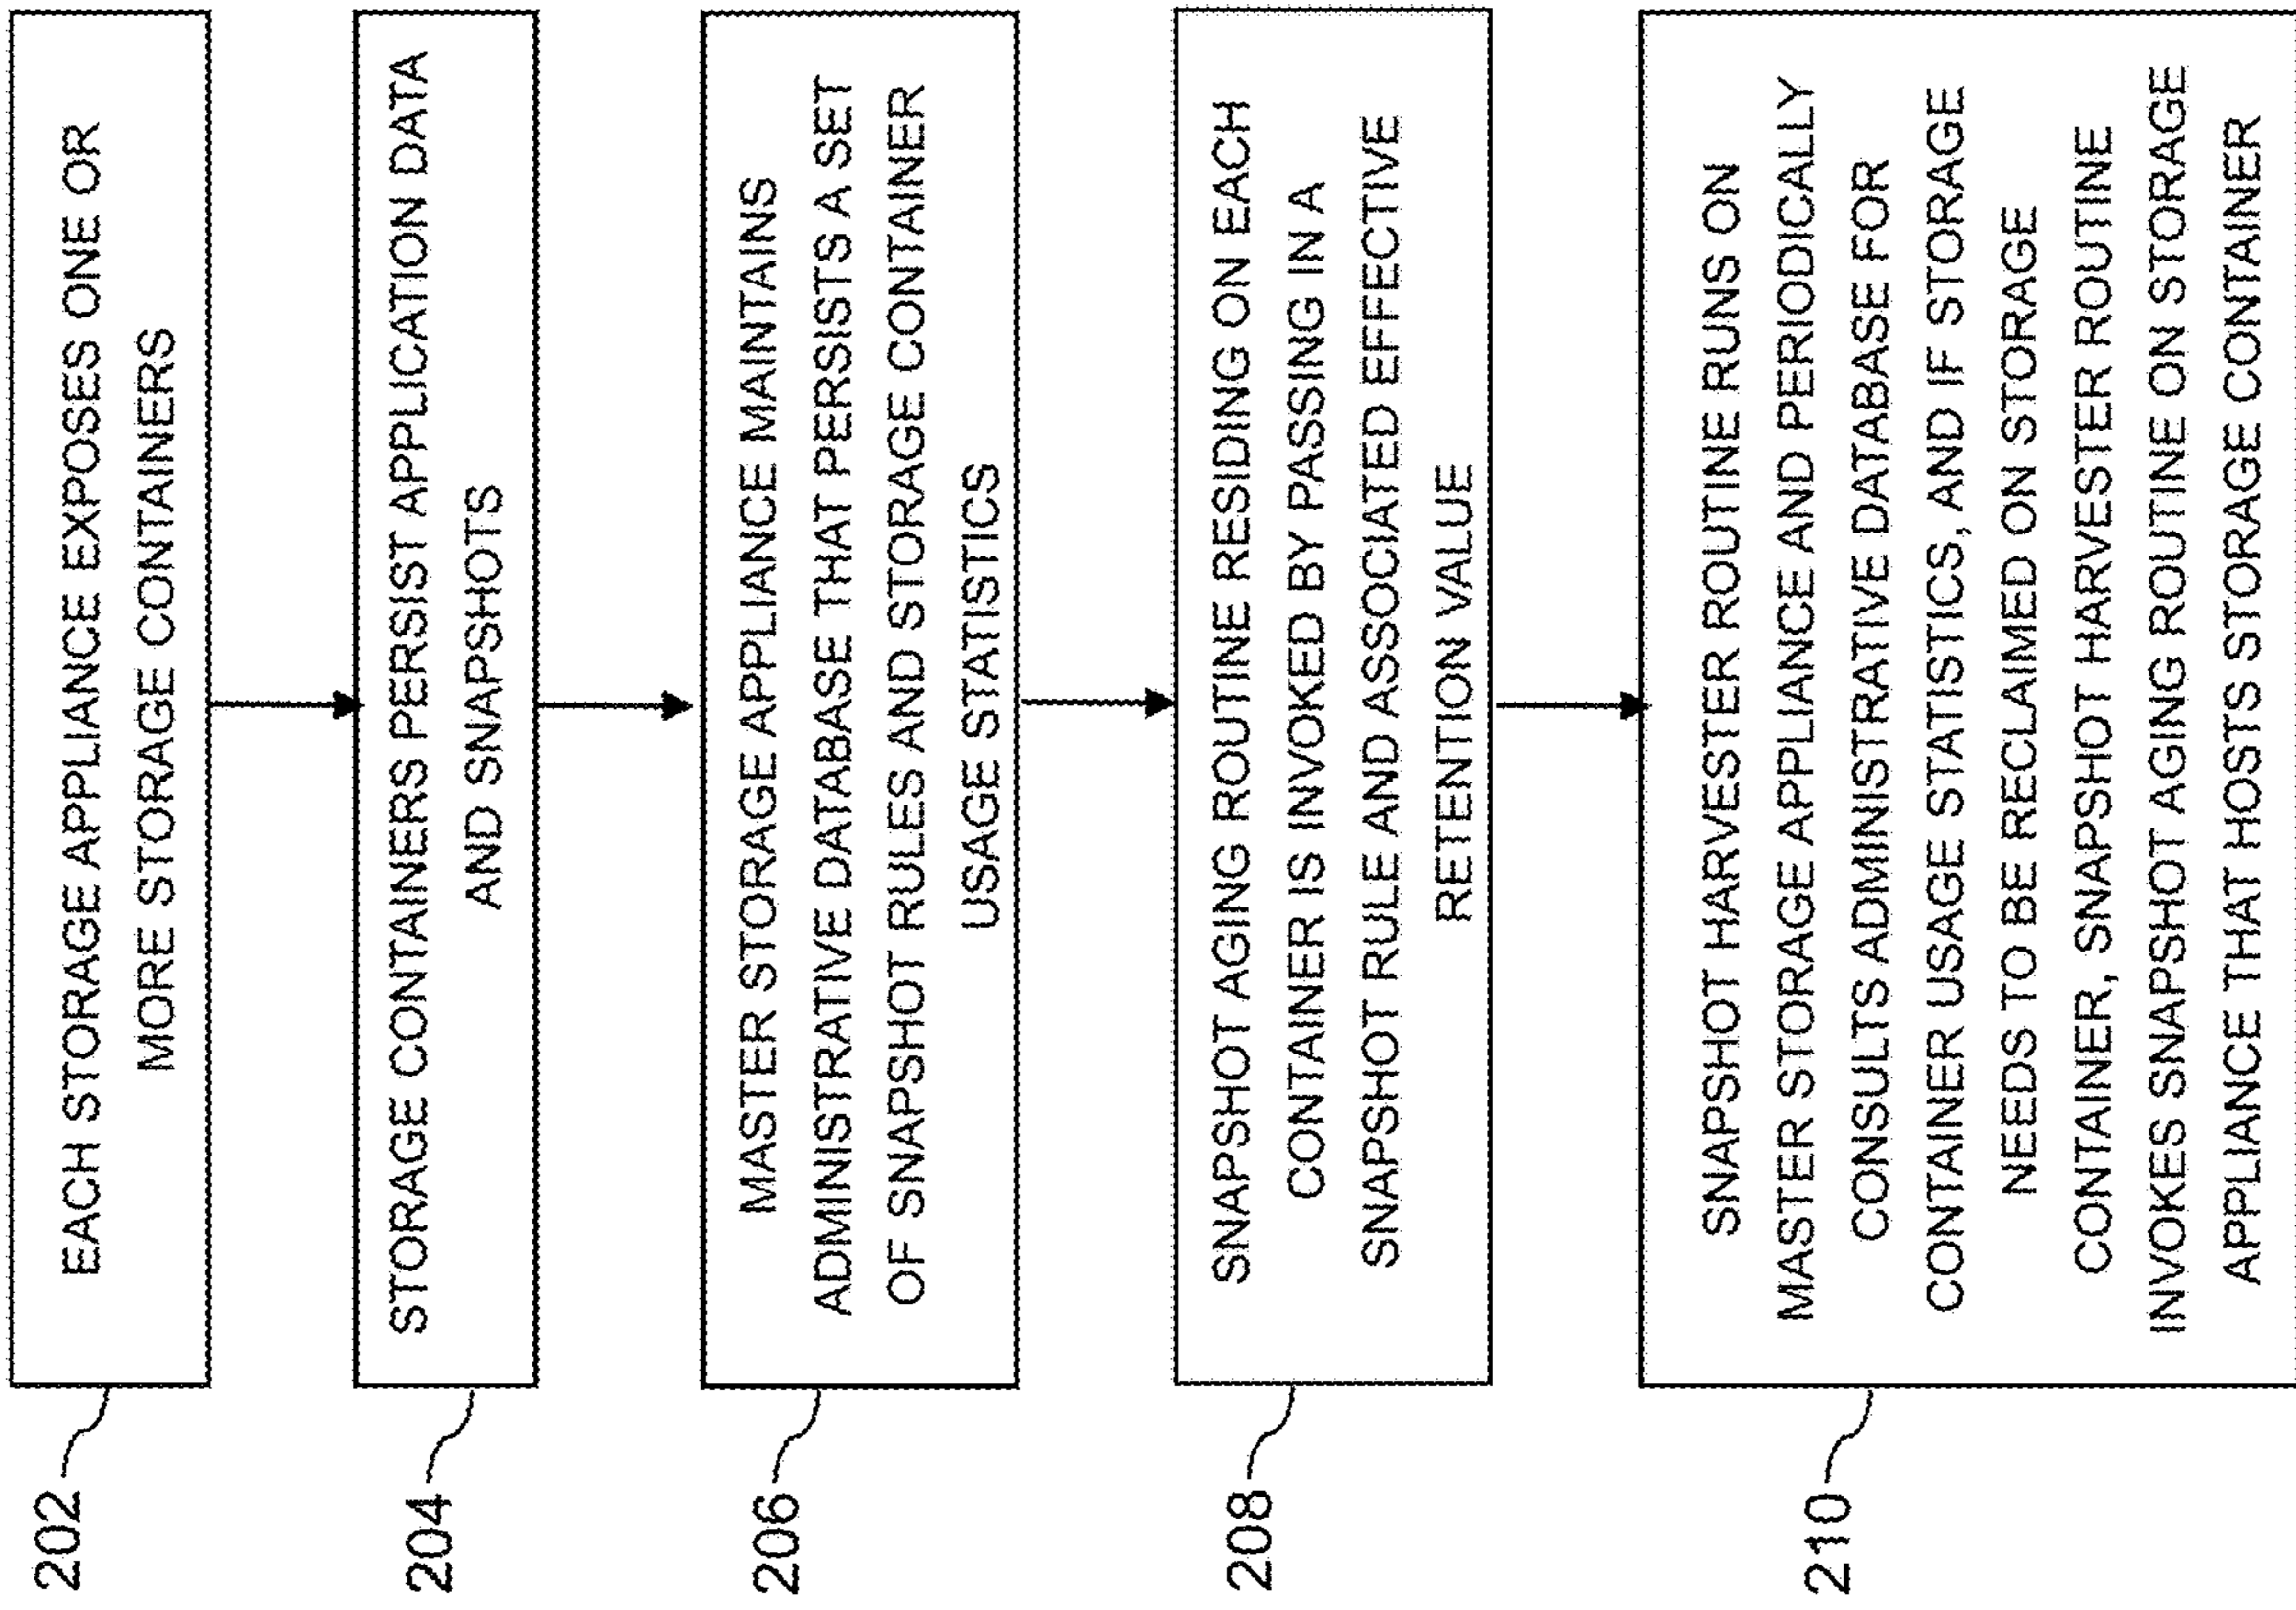 202
EACH STORAGE APPLIANCE EXPOSES ONE OR
MORE STORAGE CONTAINERS
204
STORAGE CONTAINERS PERSIST APPLICATION DATA
AND SNAPSHOTS
206
MASTER STORAGE APPLIANCE MAINTAINS
ADMINISTRATIVE DATABASE THAT PERSISTS A SET
OF SNAPSHOT RULES AND STORAGE CONTAINER
USAGE STATISTICS
208
SNAPSHOT AGING ROUTINE RESIDING ON EACH
CONTAINER IS INVOKED BY PASSING IN A
SNAPSHOT RULE AND ASSOCIATED EFFECTIVE
RETENTION VALUE
210
SNAPSHOT HARVESTER ROUTINE RUNS ON
MASTER STORAGE APPLIANCE AND PERIODICALLY
CONSULTS ADMINISTRATIVE DATABASE FOR
CONTAINER USAGE STATISTICS, AND IF STORAGE
NEEDS TO BE RECLAIMED ON STORAGE
CONTAINER, SNAPSHOT HARVESTER ROUTINE
INVOKES SNAPSHOT AGING ROUTINE ON STORAGE
APPLIANCE THAT HOSTS STORAGE CONTAINER